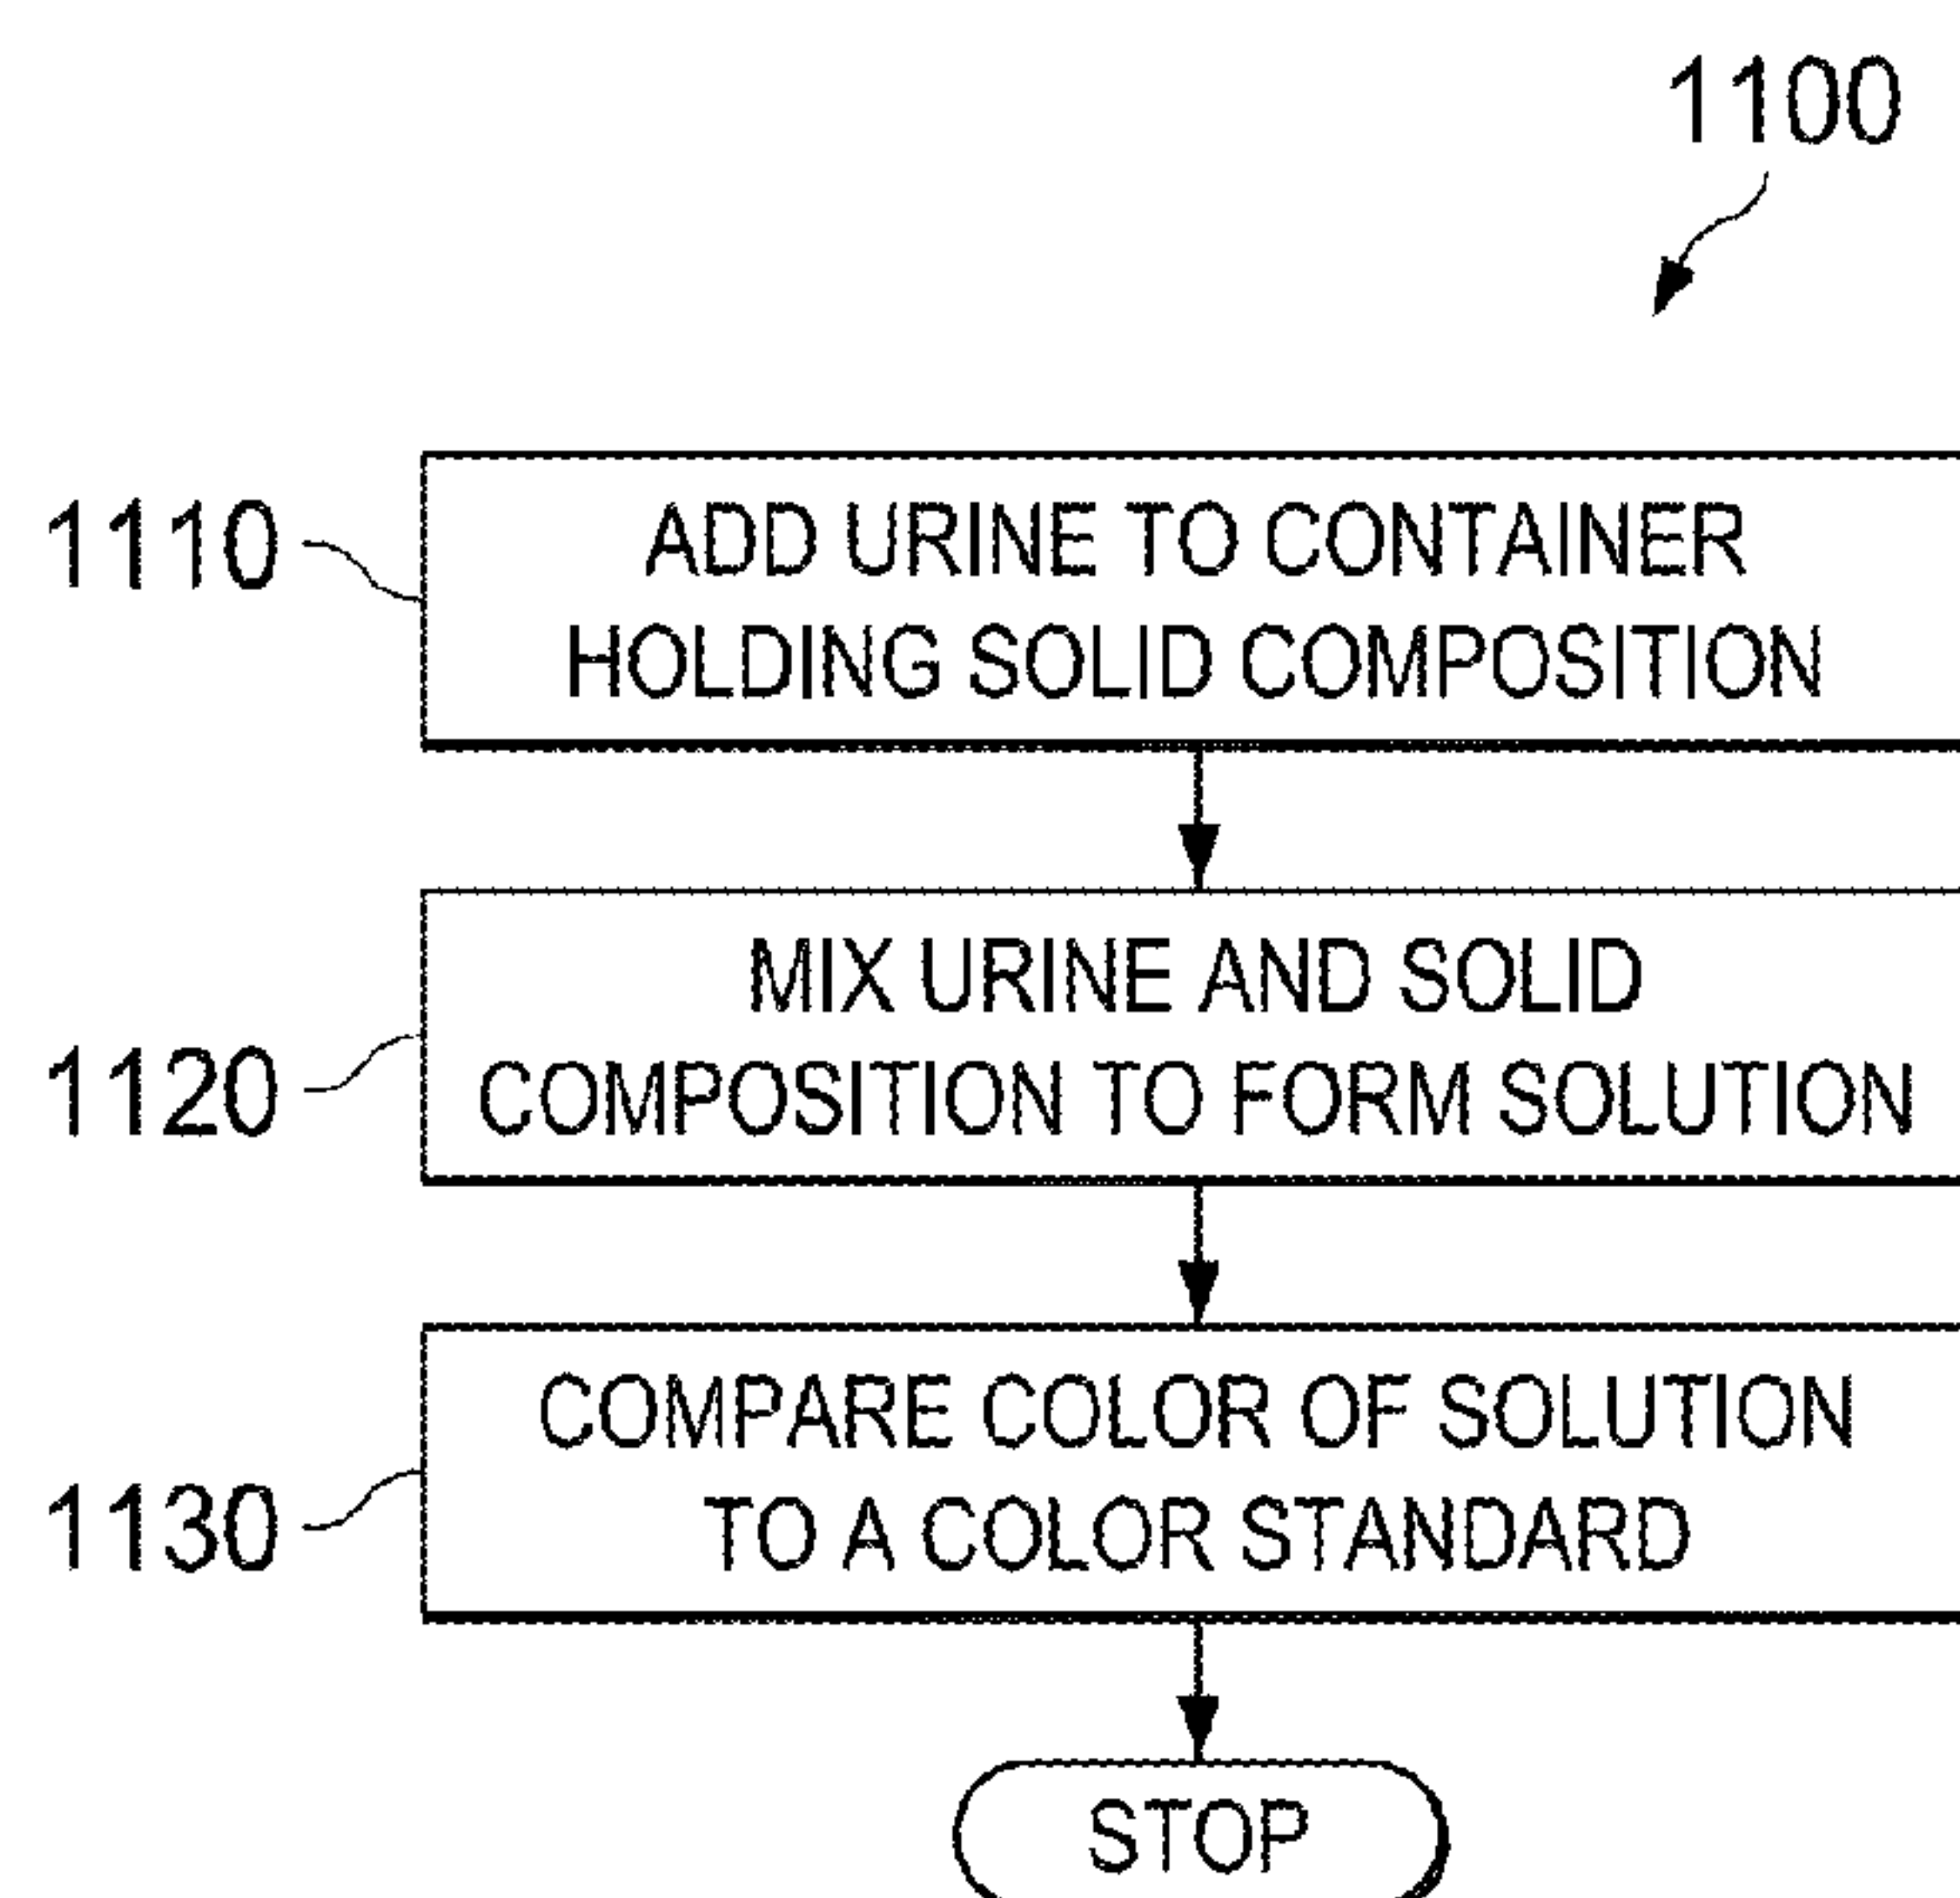 1100
1110
ADD URINE TO CONTAINER
HOLDING SOLID COMPOSITION
1120
MIX URINE AND SOLID
COMPOSITION TO FORM SOLUTION
1130
COMPARE COLOR OF SOLUTION
TO A COLOR STANDARD
STOP